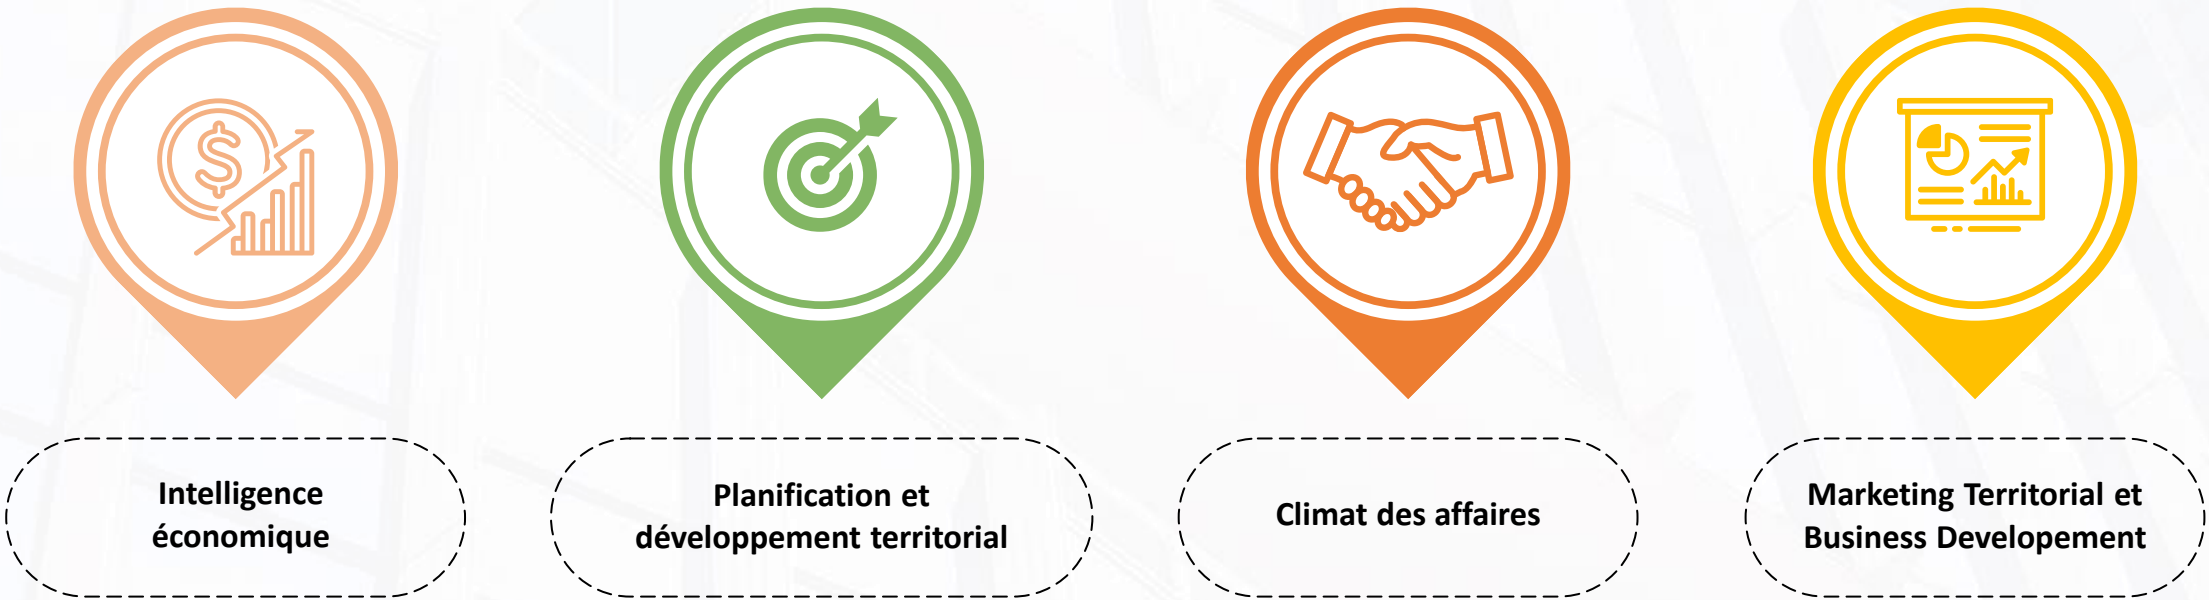 Intelligence
économique
Planification et
développement territorial
Climat des affaires
Marketing Territorial et
Business Developement